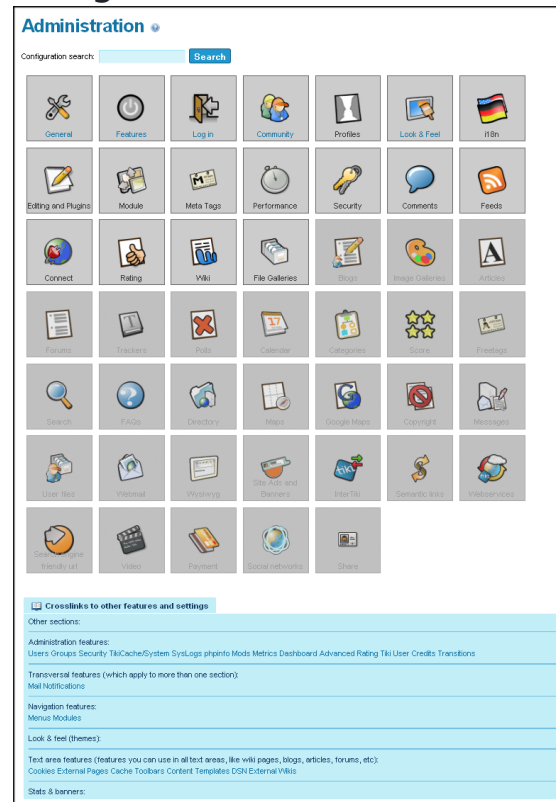 Administration
Configuration search: Search
General Features Log in Community Profiles Look & Feel i18n
Editing and Plugins Module Meta Tags Performance Security Comments Feeds
Connect Rating Wiki File Galleries Blogs Image Galleries Articles
Forums Trackers Polls Calendar Categories Score Freetags
Search FAQs Directory Maps Google Maps Copyright Messages
User files Webmail Wysiwyg Site Ads and Banners InterTiki Semantic links Webservices
Search engine friendly url Video Payment Social networks Share
Crosslinks to other features and settings
Other sections:
Administration features:
Users Groups Security TikiCache/System SysLogs phpinfo Mods Metrics Dashboard Advanced Rating Tiki User Credits Transitions
Transversal features (which apply to more than one section):
Mail Notifications
Navigation features:
Menus Modules
Look & feel (themes):
Text area features (features you can use in all text areas, like wiki pages, blogs, articles, forums, etc):
Cookies External Pages Cache Toolbars Content Templates DSN External Wikis
Stats & banners: